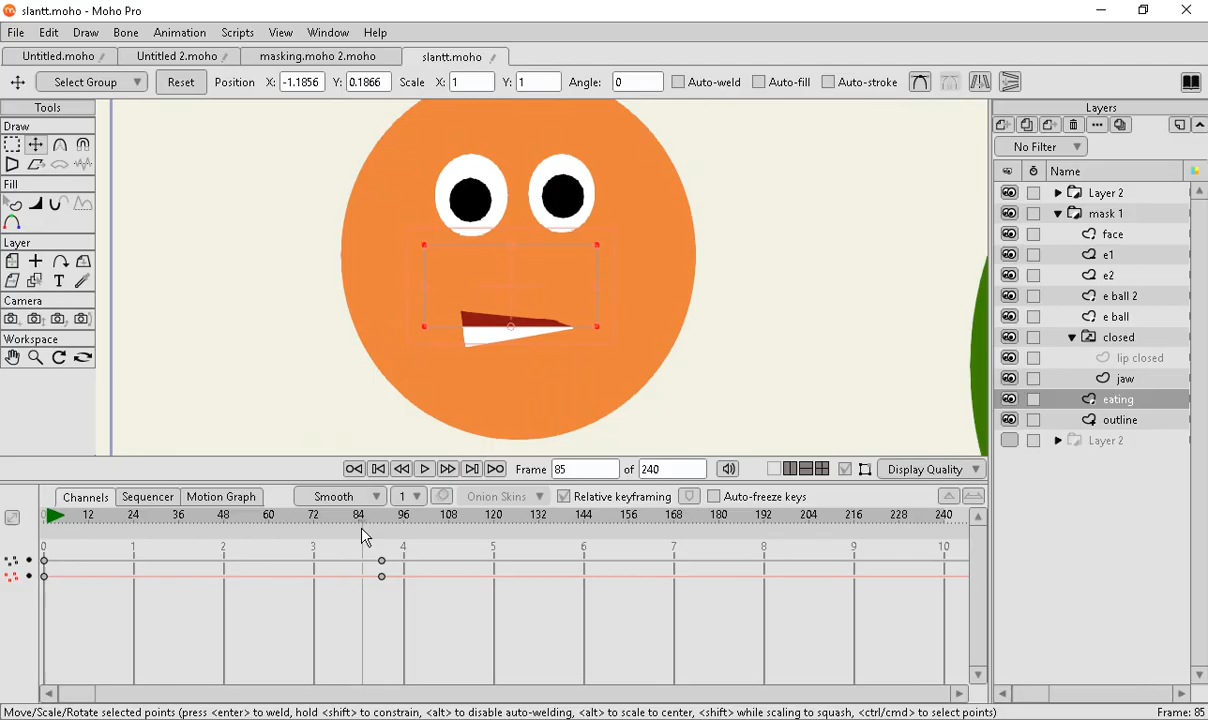 slantt.moho - Moho Pro
File Edit Draw Bone Animation Scripts View Window Help
Untitled.moho Untitled 2.moho masking.moho 2.moho slantt.moho
Select Group Reset Position X: -1.1856 Y: 0.1866 Scale X: 1 Y: 1 Angle: 0 Auto-weld Auto-fill Auto-stroke
Tools
Draw
Fill
Layer
T
Camera
Workspace
Layers
No Filter
Name
Layer 2
mask 1
face
e1
e2
e ball 2
e ball
closed
lip closed
jaw
eating
outline
Layer 2
Frame 85 of 240 Display Quality
Channels Sequencer Motion Graph Smooth 1 Onion Skins Relative keyframing Auto-freeze keys
0 12 24 36 48 60 72 84 96 108 120 132 144 156 168 180 192 204 216 228 240
0 1 2 3 4 5 6 7 8 9 10
Move/Scale/Rotate selected points (press <enter> to weld, hold <shift> to constrain, <alt> to disable auto-welding, <alt> to scale to center, <shift> while scaling to squash, <ctrl/cmd> to select points) Frame: 85